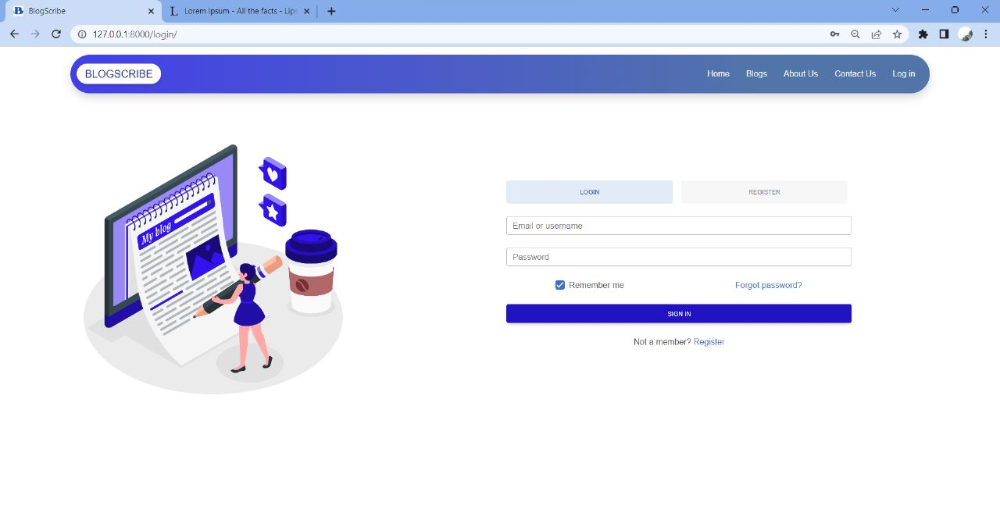 BlogScribe
Lorem Ipsum - All the facts - Lips
127.0.0.1:8000/login/
BLOGSCRIBE
Home Blogs About Us Contact Us Log in
My blog
LOGIN REGISTER
Email or username
Password
Remember me Forgot password?
SIGN IN
Not a member? Register